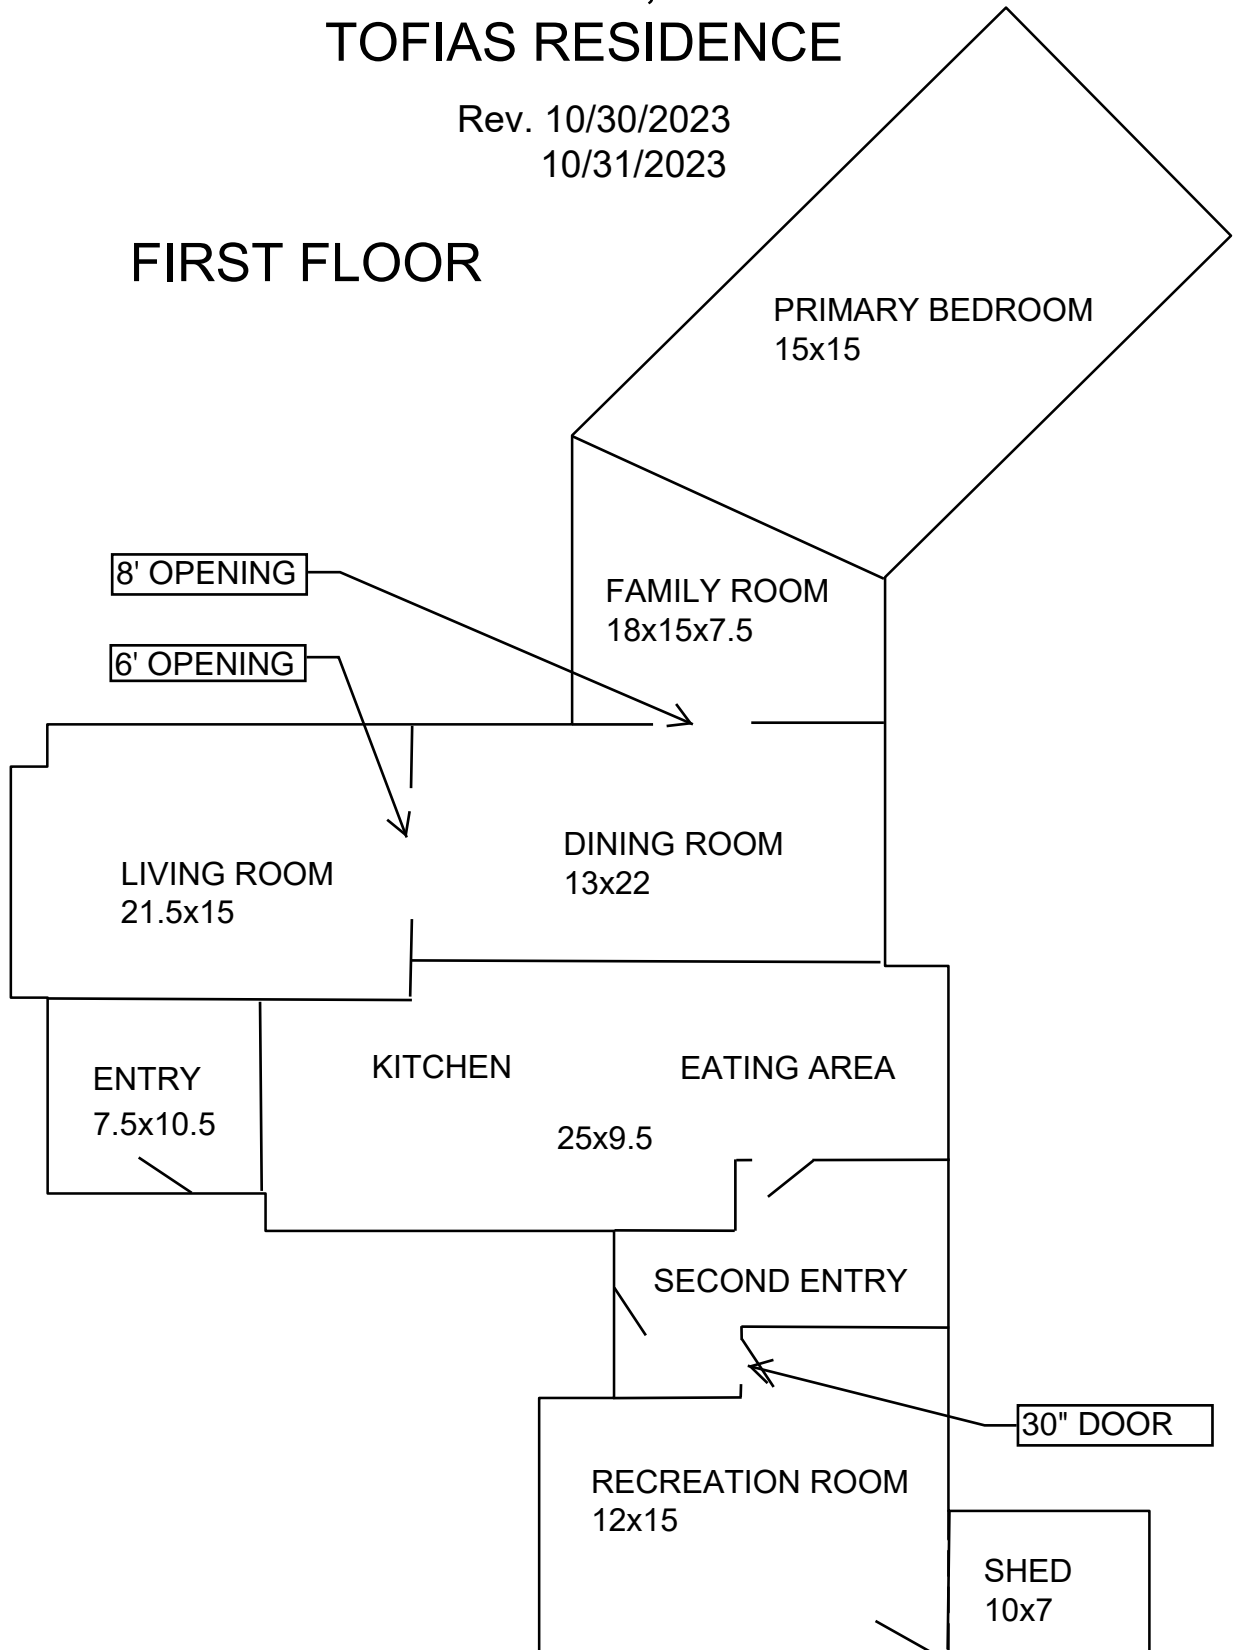 TOFIAS RESIDENCE
Rev. 10/30/2023
10/31/2023
FIRST FLOOR
PRIMARY BEDROOM
15x15
8' OPENING
FAMILY ROOM
18x15x7.5
6' OPENING
DINING ROOM
13x22
LIVING ROOM
21.5x15
KITCHEN
EATING AREA
ENTRY
7.5x10.5
25x9.5
SECOND ENTRY
30" DOOR
RECREATION ROOM
12x15
SHED
10x7